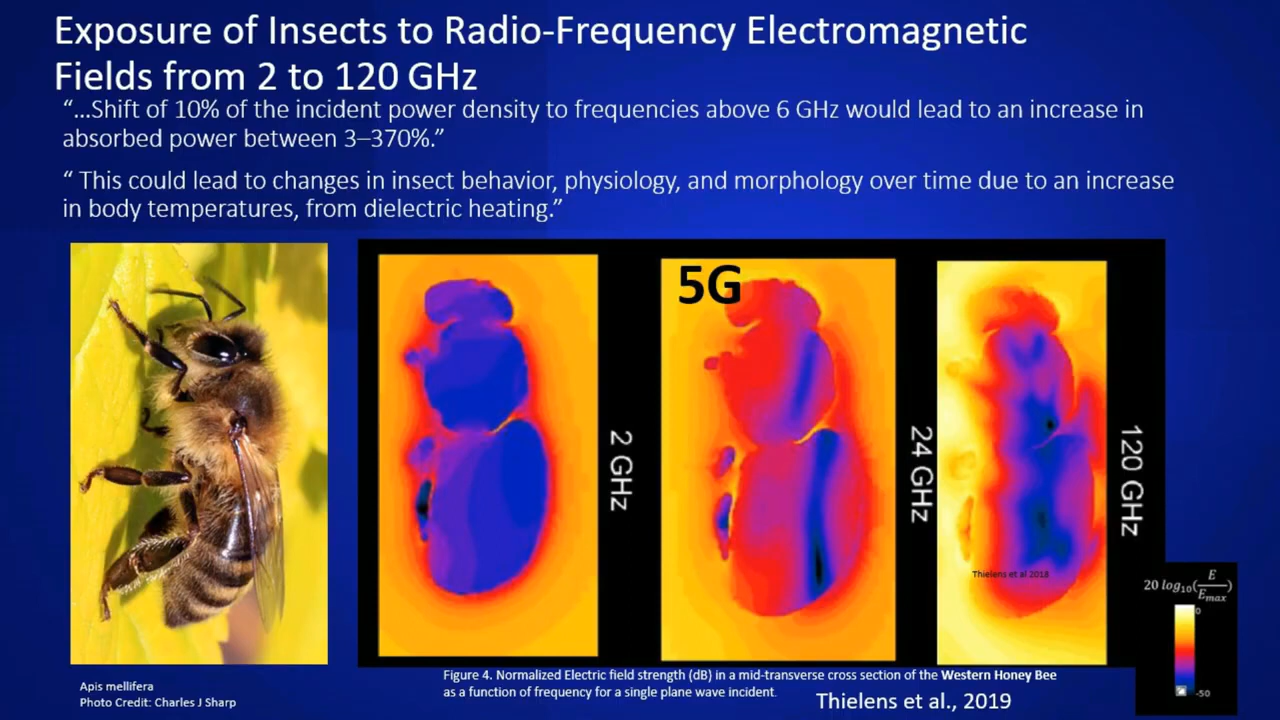 Exposure of Insects to Radio-Frequency Electromagnetic
Fields from 2 to 120 GHz
“...Shift of 10% of the incident power density to frequencies above 6 GHz would lead to an increase in
absorbed power between 3–370%.”
“ This could lead to changes in insect behavior, physiology, and morphology over time due to an increase
in body temperatures, from dielectric heating.”
5G
2 GHz
24 GHz
120 GHz
Thielens et al 2018
20 log10(E/Emax)
0
-50
Figure 4. Normalized Electric field strength (dB) in a mid-transverse cross section of the Western Honey Bee
as a function of frequency for a single plane wave incident.
Thielens et al., 2019
Apis mellifera
Photo Credit: Charles J Sharp